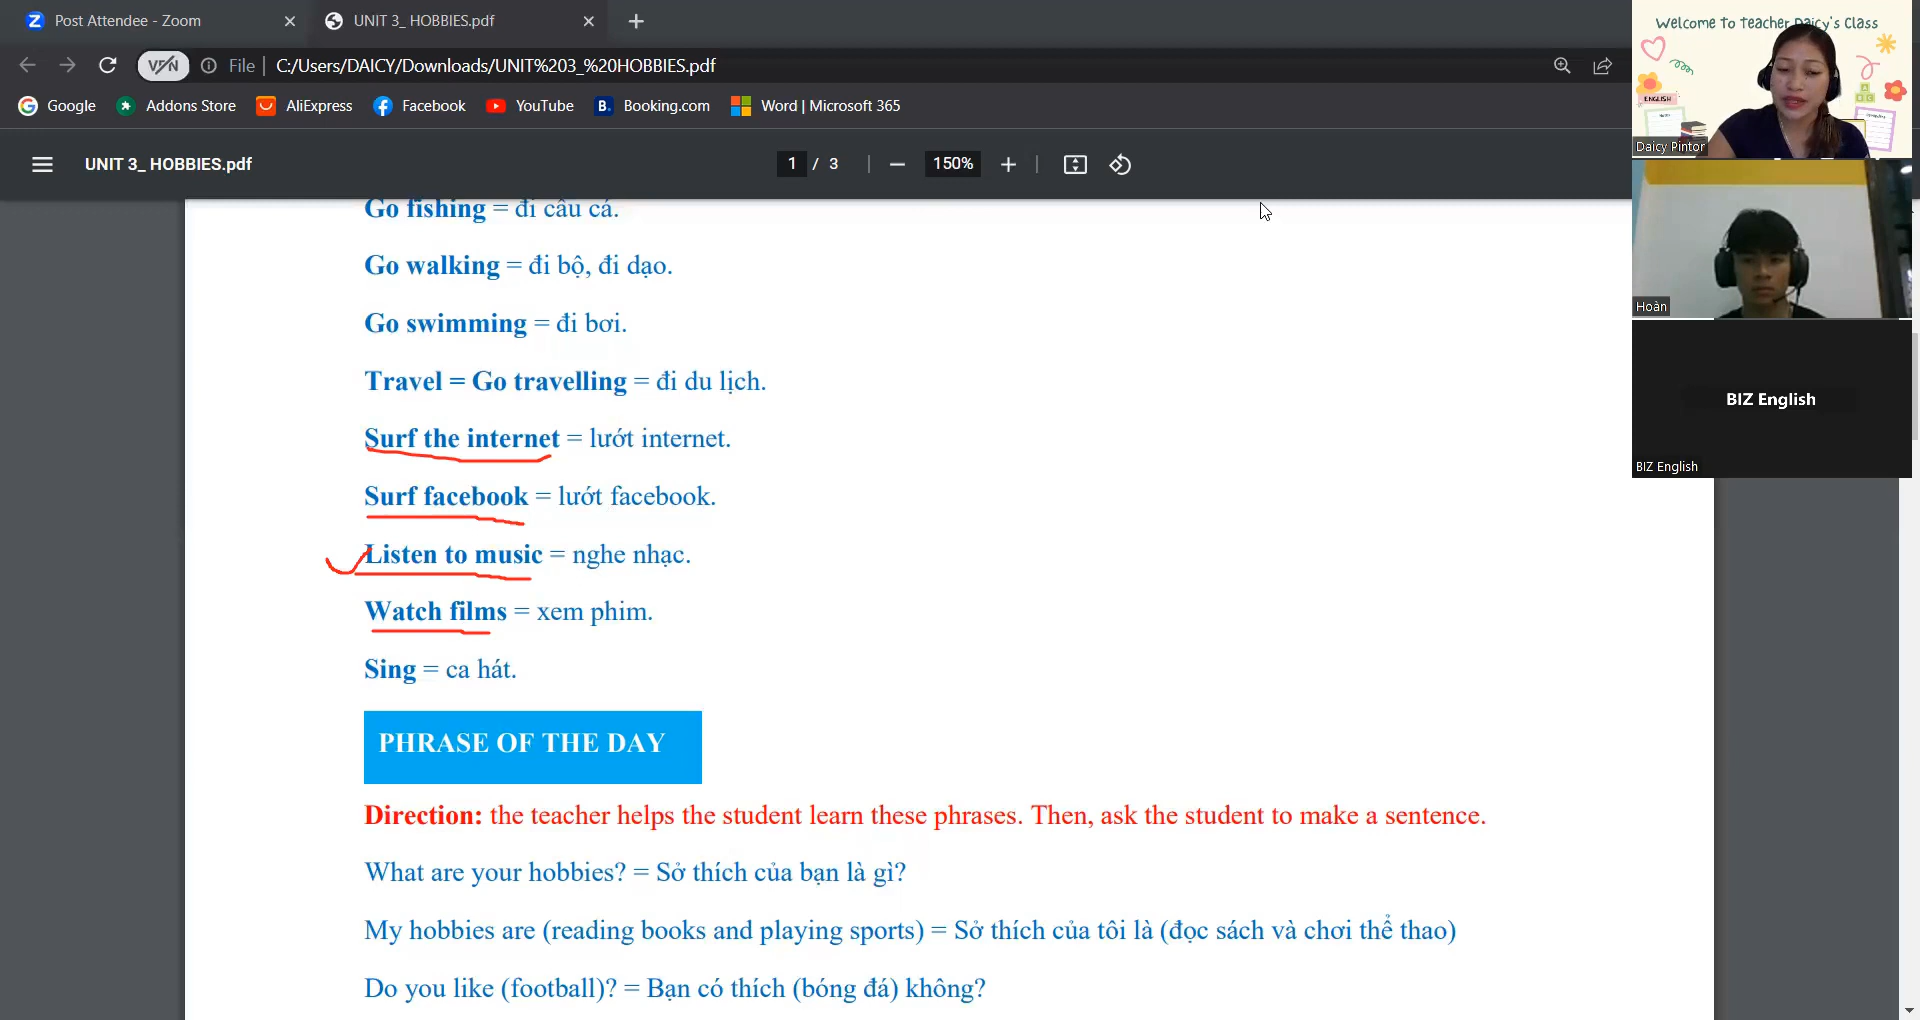 Post Attendee - Zoom
UNIT 3_ HOBBIES.pdf
VPN
File
C:/Users/DAICY/Downloads/UNIT%203_%20HOBBIES.pdf
Google
Addons Store
AliExpress
Facebook
YouTube
B.
Booking.com
Word | Microsoft 365
UNIT 3_ HOBBIES.pdf
1 / 3
150%
Welcome to Teacher Daicy's Class
ENGLISH
Daicy Pintor
Hoàn
BIZ English
BIZ English
Go fishing = đi câu cá.
Go walking = đi bộ, đi dạo.
Go swimming = đi bơi.
Travel = Go travelling = đi du lịch.
Surf the internet = lướt internet.
Surf facebook = lướt facebook.
Listen to music = nghe nhạc.
Watch films = xem phim.
Sing = ca hát.
PHRASE OF THE DAY
Direction: the teacher helps the student learn these phrases. Then, ask the student to make a sentence.
What are your hobbies? = Sở thích của bạn là gì?
My hobbies are (reading books and playing sports) = Sở thích của tôi là (đọc sách và chơi thể thao)
Do you like (football)? = Bạn có thích (bóng đá) không?